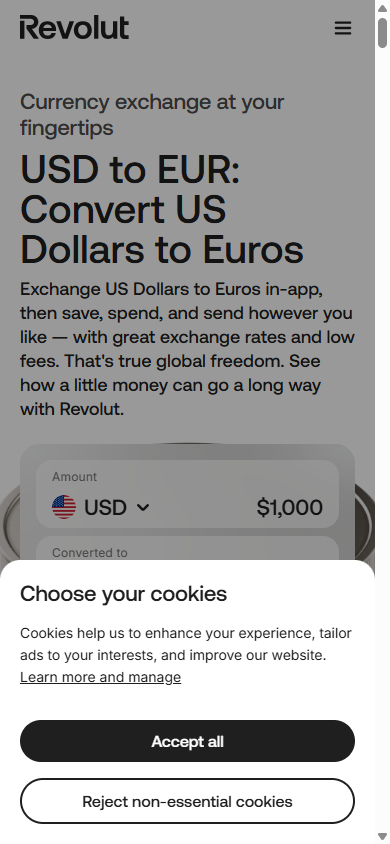 Revolut
Currency exchange at your
fingertips
USD to EUR:
Convert US
Dollars to Euros
Exchange US Dollars to Euros in-app,
then save, spend, and send however you
like — with great exchange rates and low
fees. That's true global freedom. See
how a little money can go a long way
with Revolut.
Amount
USD $1,000
Converted to
Choose your cookies
Cookies help us to enhance your experience, tailor
ads to your interests, and improve our website.
Learn more and manage
Accept all
Reject non-essential cookies